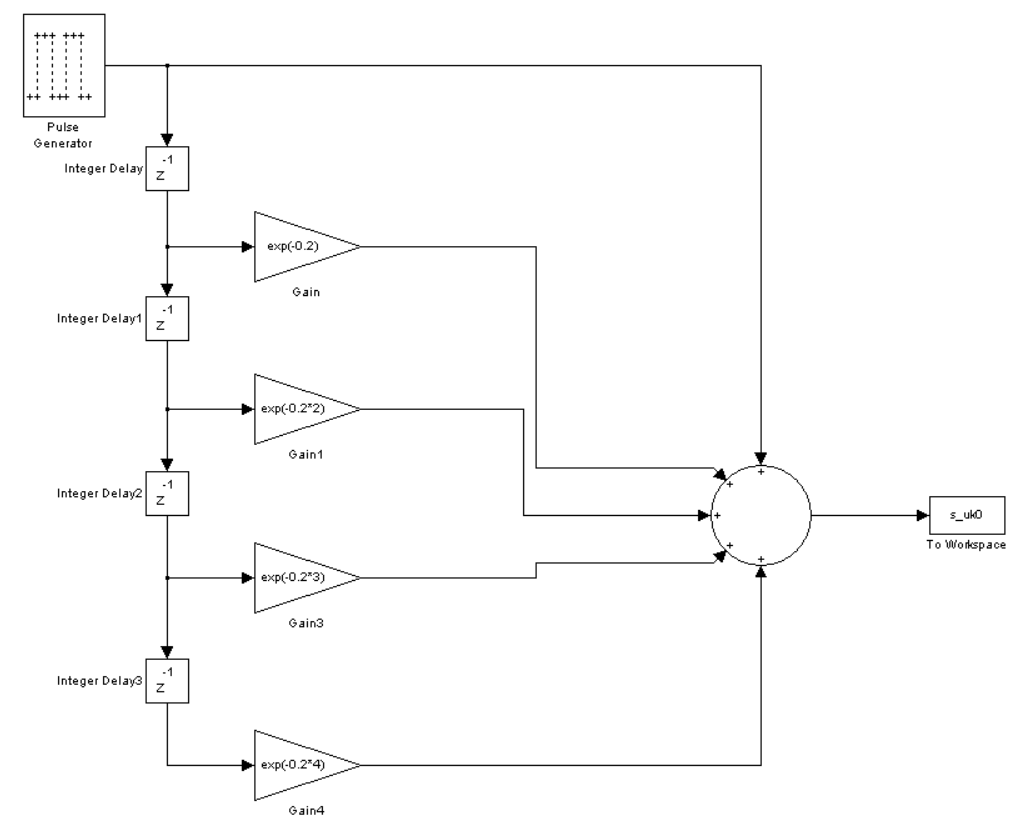 Pulse
Generator
Integer Delay
-1
z
exp(-0.2)
Gain
Integer Delay1
-1
z
exp(-0.2*2)
Gain1
Integer Delay2
-1
z
exp(-0.2*3)
Gain3
Integer Delay3
-1
z
exp(-0.2*4)
Gain4
+
+
+
+
+
s_uk0
To Workspace